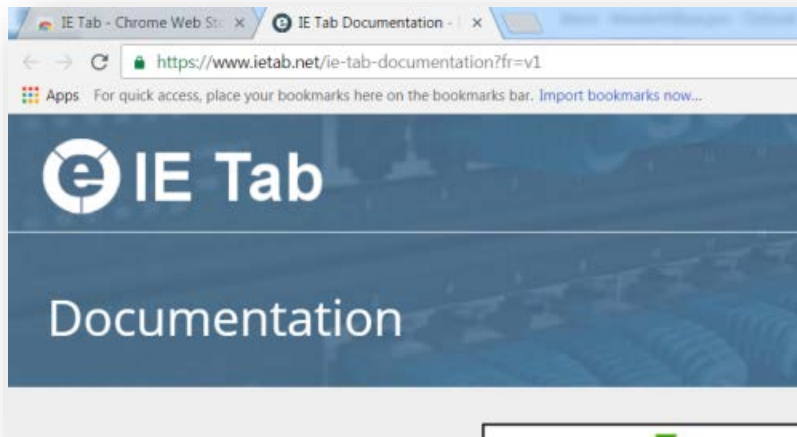 IE Tab - Chrome Web St
IE Tab Documentation -
https://www.ietab.net/ie-tab-documentation?fr=v1
Apps For quick access, place your bookmarks here on the bookmarks bar. Import bookmarks now...
e IE Tab
Documentation